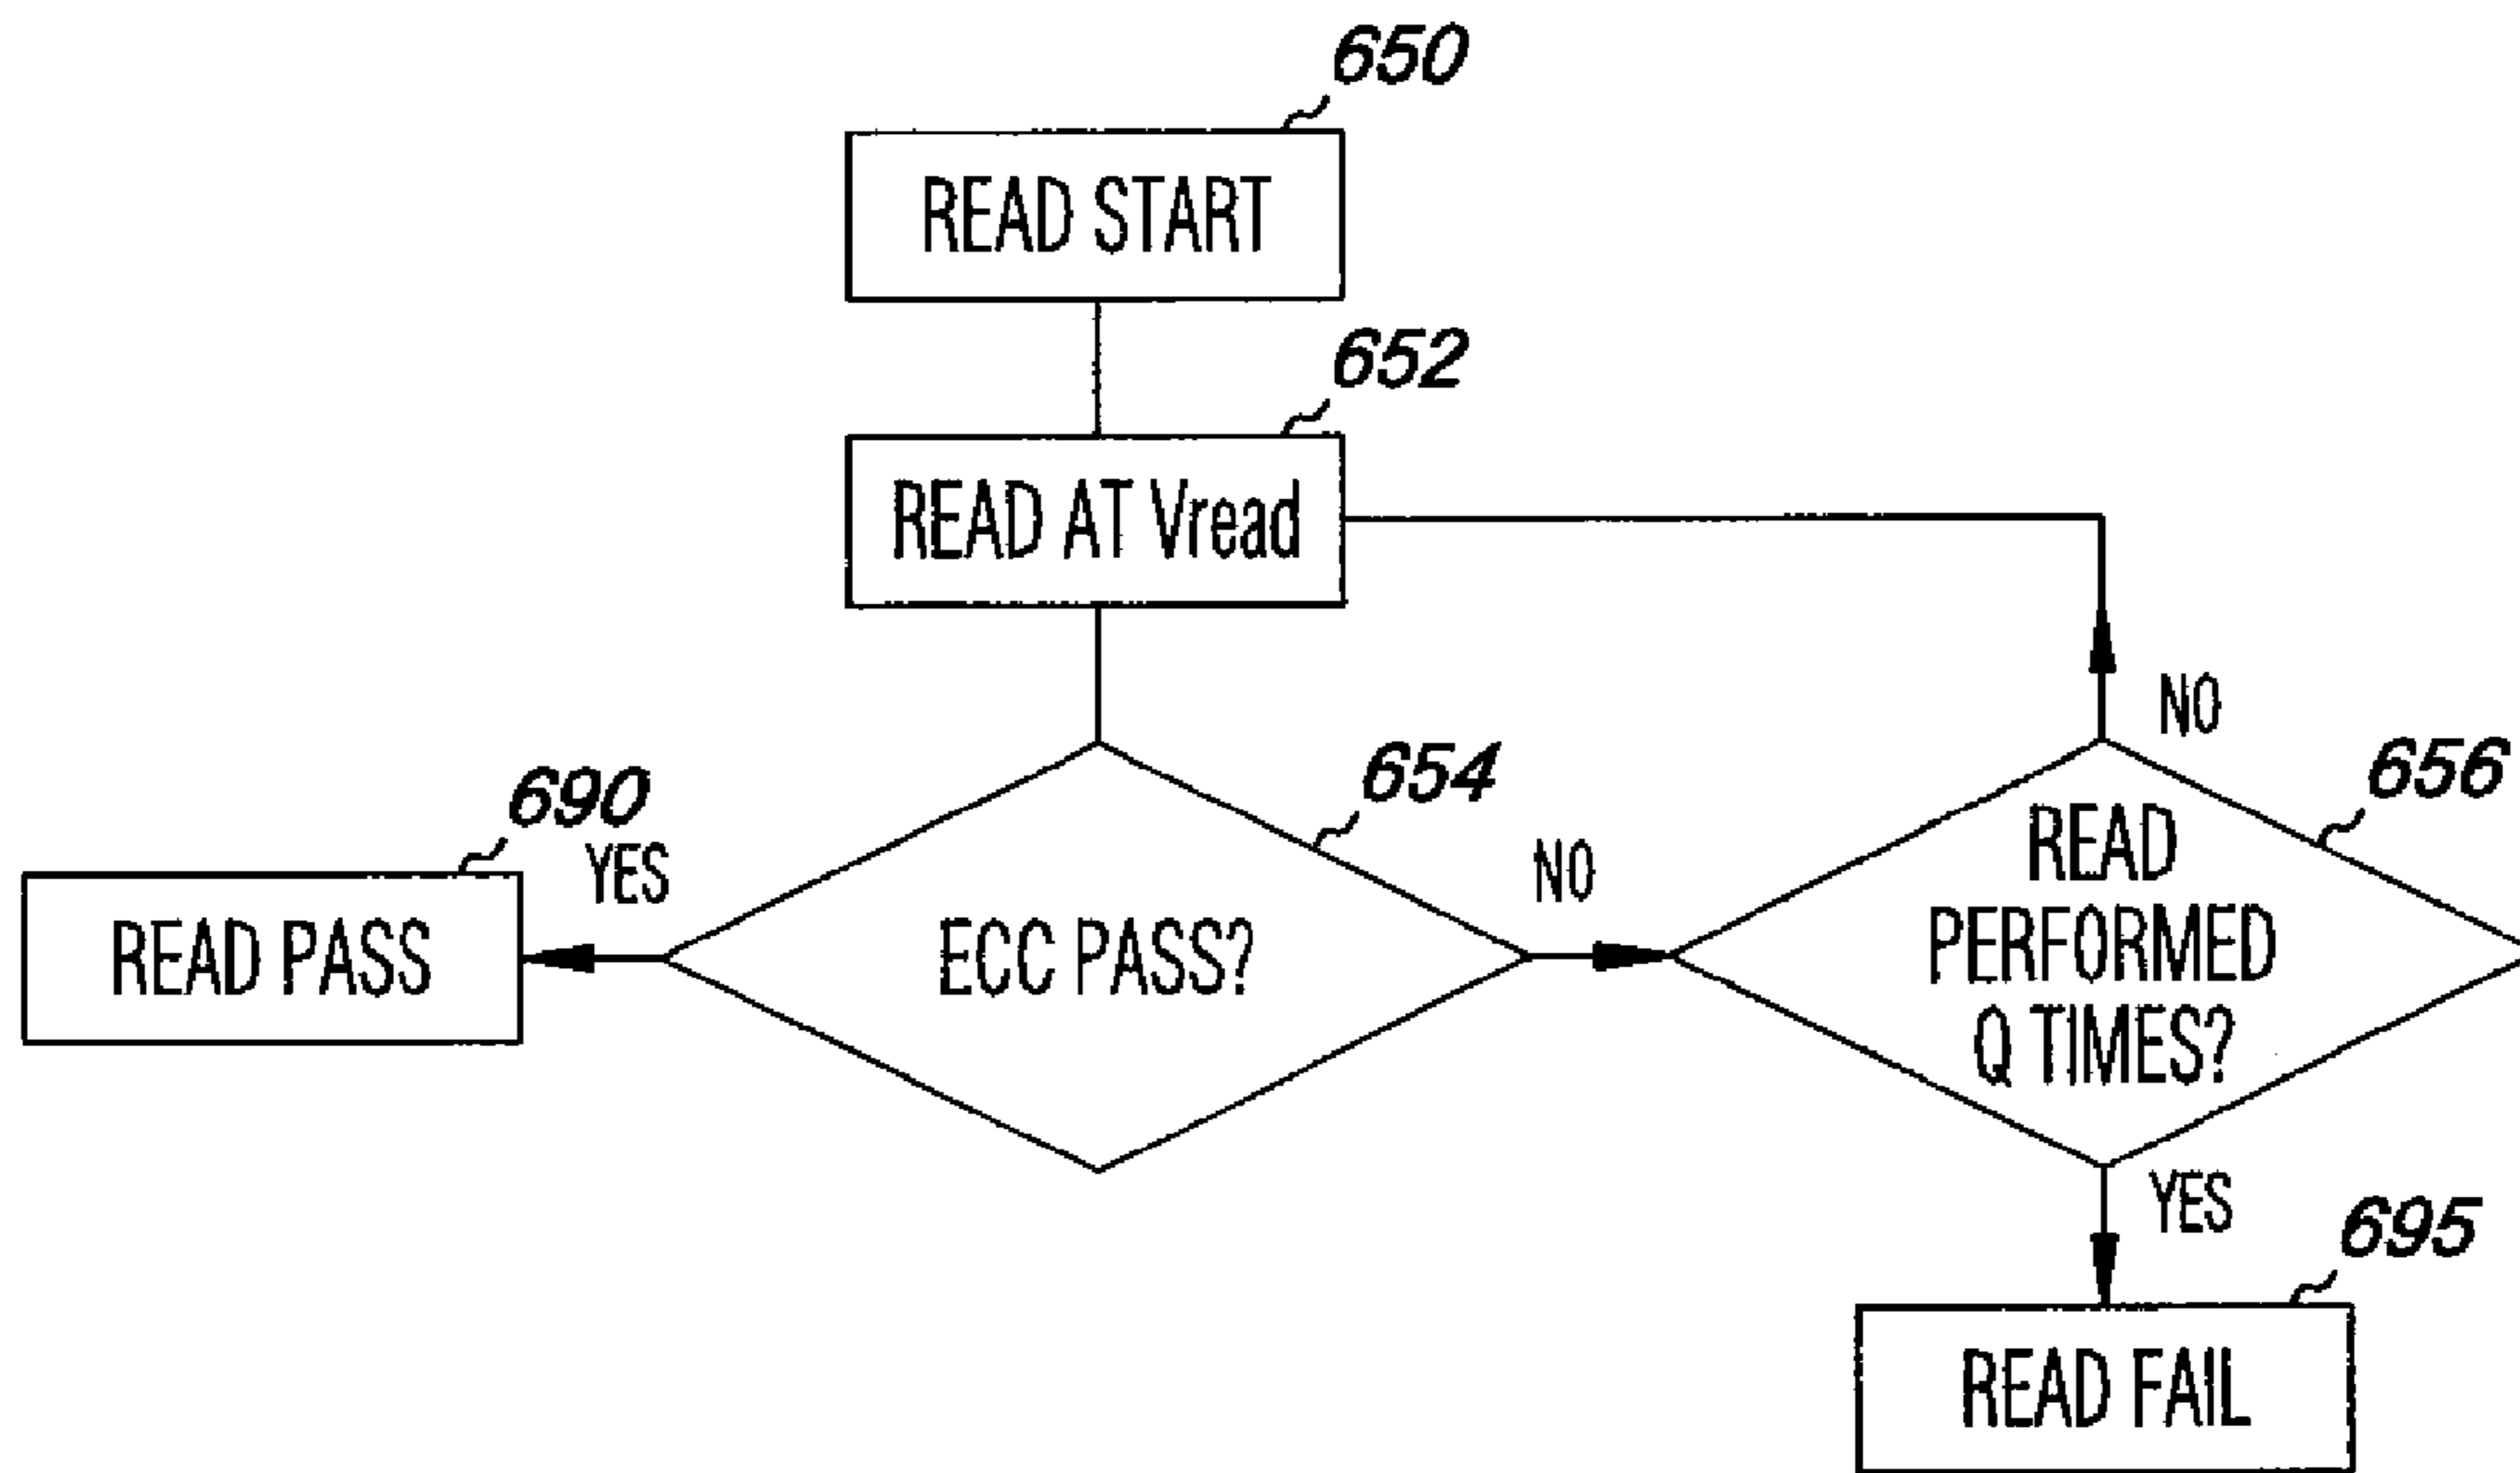 650
READ START
652
READ AT Vread
654
ECC PASS?
YES
690
READ PASS
NO
656
READ
PERFORMED
Q TIMES?
NO
YES
695
READ FAIL